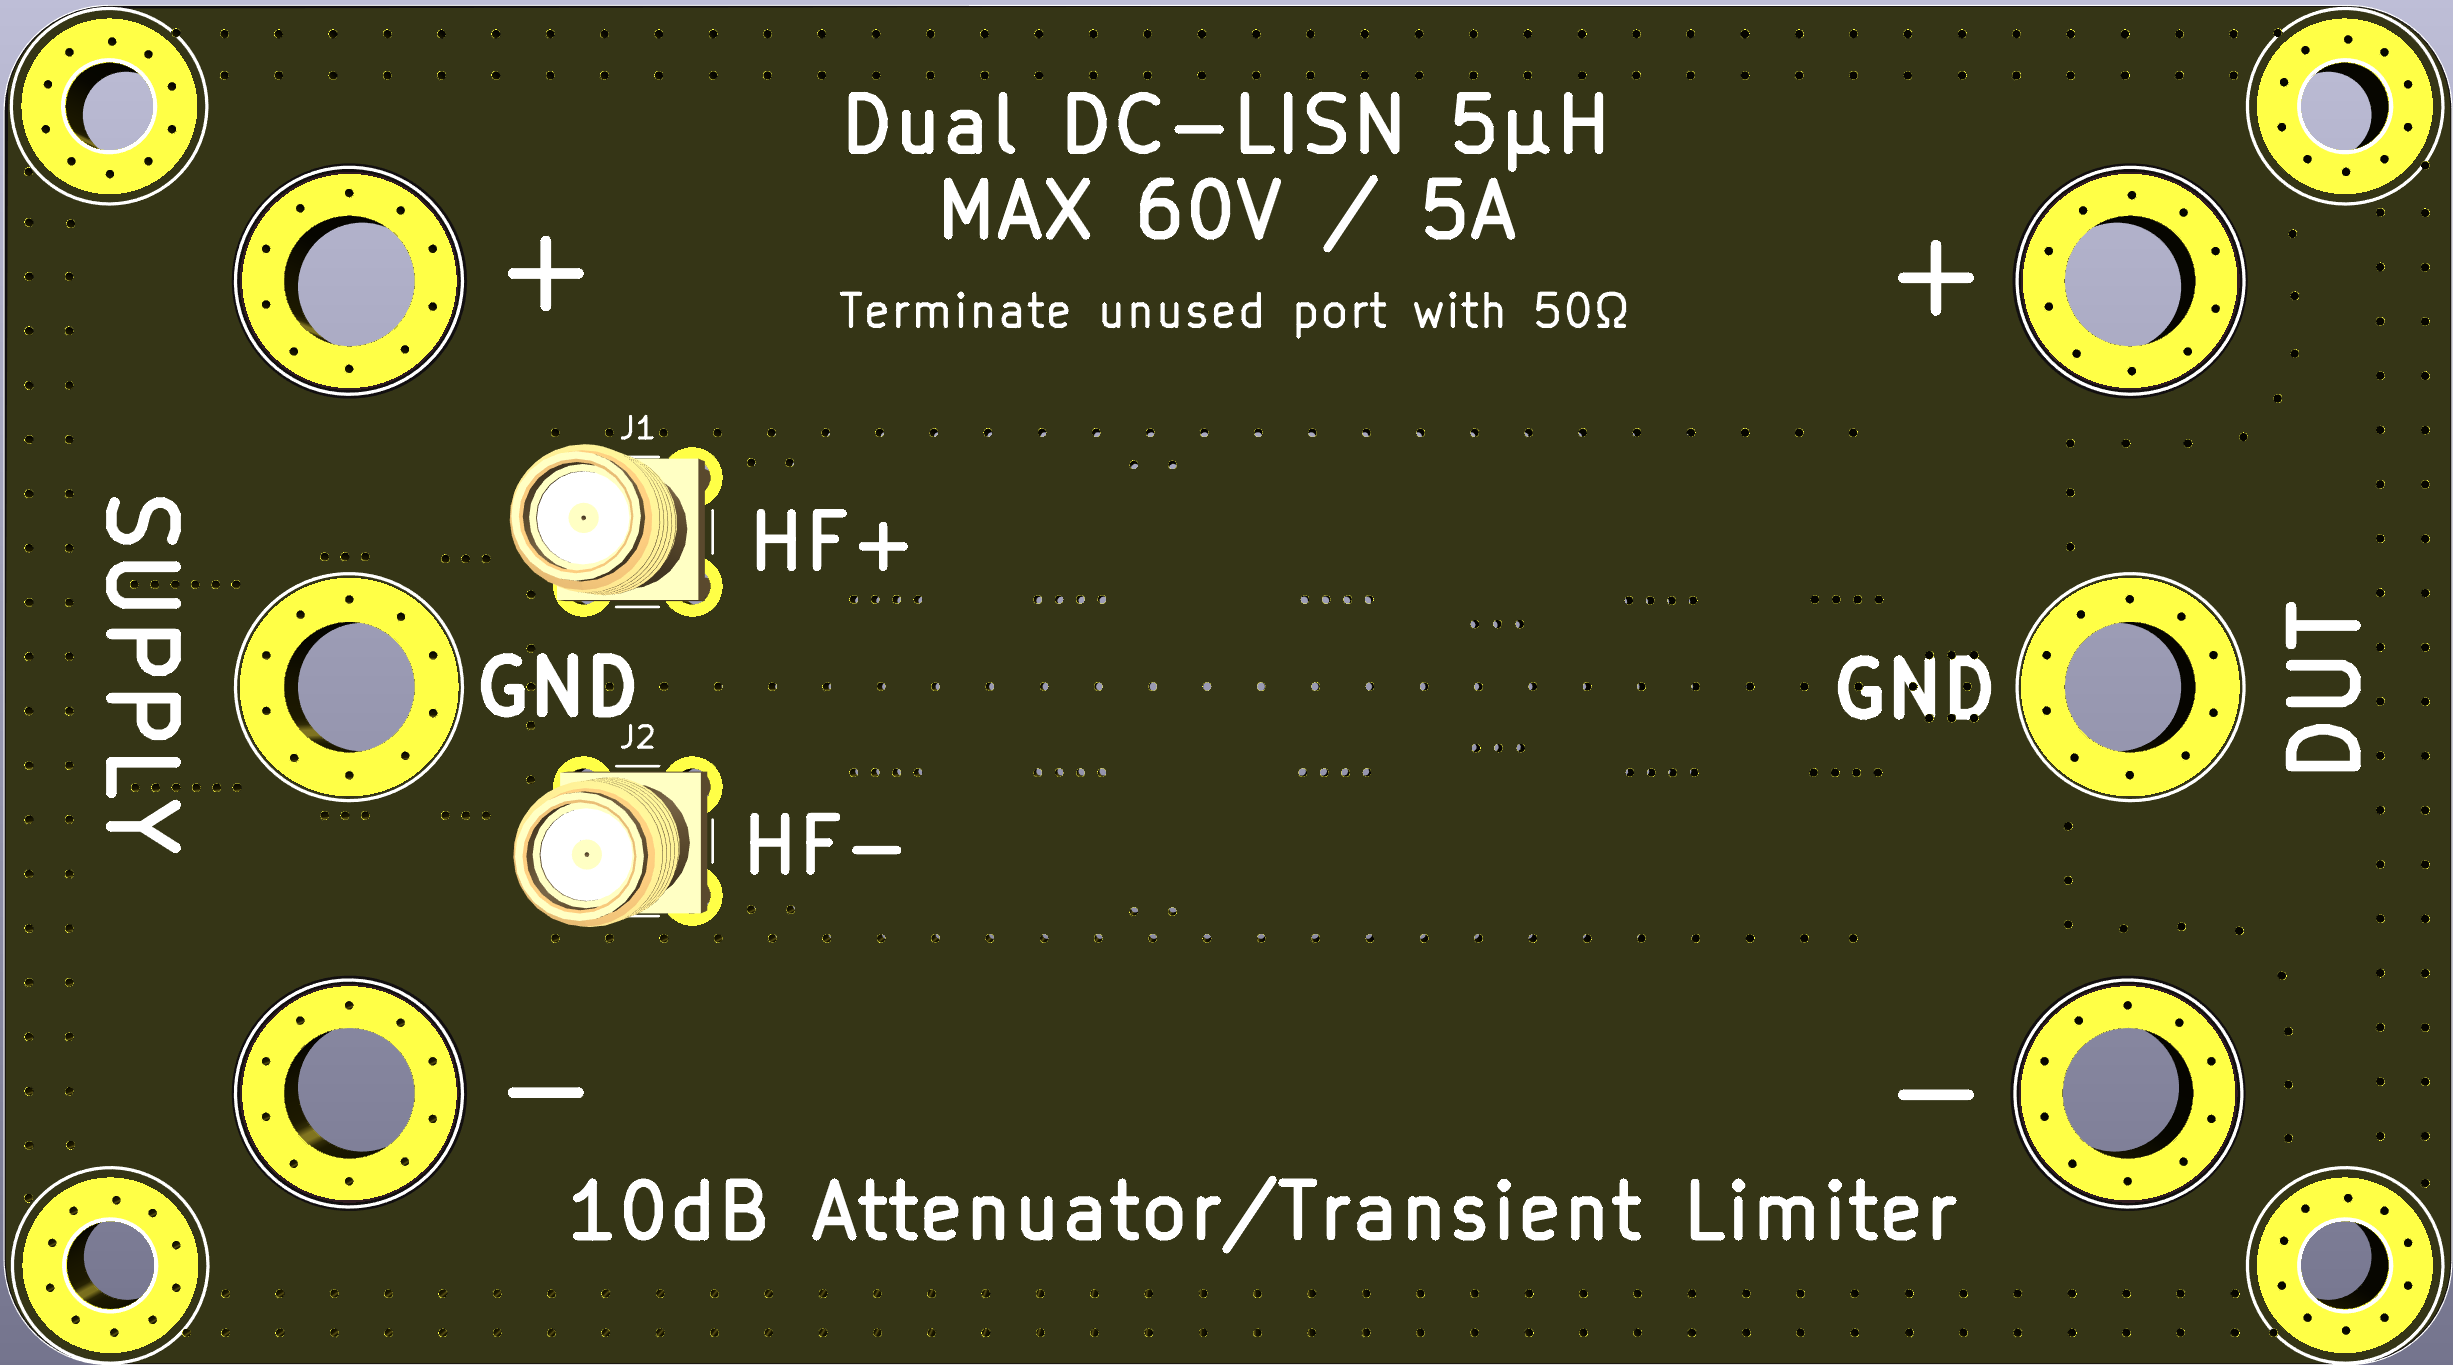 Dual DC-LISN 5µH
MAX 60V / 5A
+
+
Terminate unused port with 50Ω
J1
HF+
SUPPLY
GND
GND
DUT
J2
HF-
-
-
10dB Attenuator/Transient Limiter